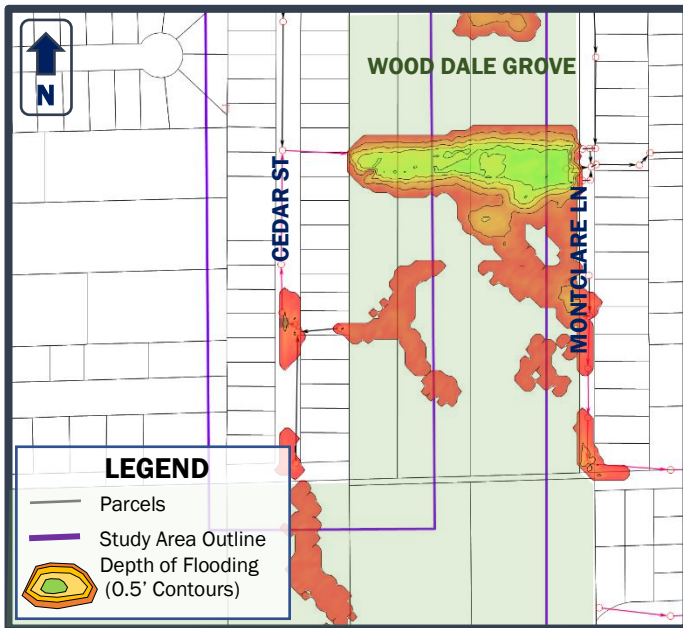 WOOD DALE GROVE
N
CEDAR ST
MONTCLARE LN
LEGEND
Parcels
Study Area Outline
Depth of Flooding
(0.5' Contours)